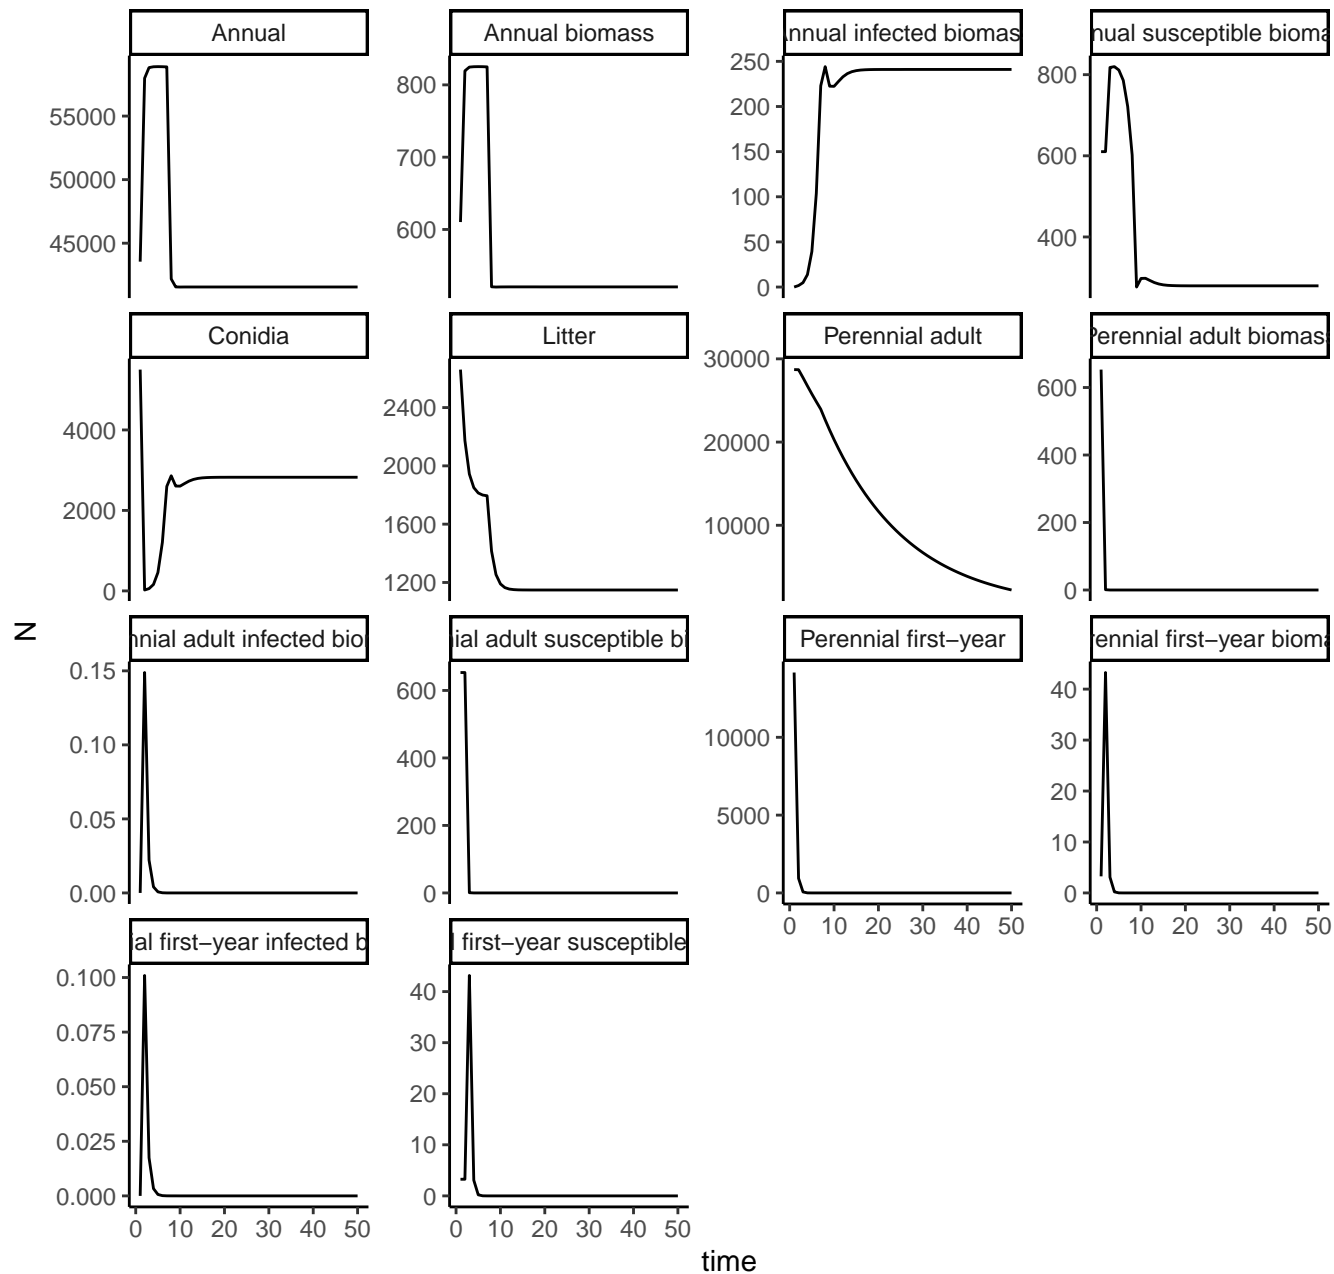 Annual
Annual biomass
Annual infected biomas
nual susceptible bioma
55000
50000
45000
800
700
600
250
200
150
100
50
0
800
600
400
Conidia
Litter
Perennial adult
Perennial adult biomas
4000
2000
0
2400
2000
1600
1200
30000
20000
10000
600
400
200
0
N
nnial adult infected bio
nial adult susceptible bi
Perennial first−year
rennial first−year bioma
0.15
0.10
0.05
0.00
600
400
200
0
10000
5000
0
40
30
20
10
0
0 10 20 30 40 50
0 10 20 30 40 50
ial first−year infected b
l first−year susceptible
0.100
0.075
0.050
0.025
0.000
40
30
20
10
0
0 10 20 30 40 50
0 10 20 30 40 50
time